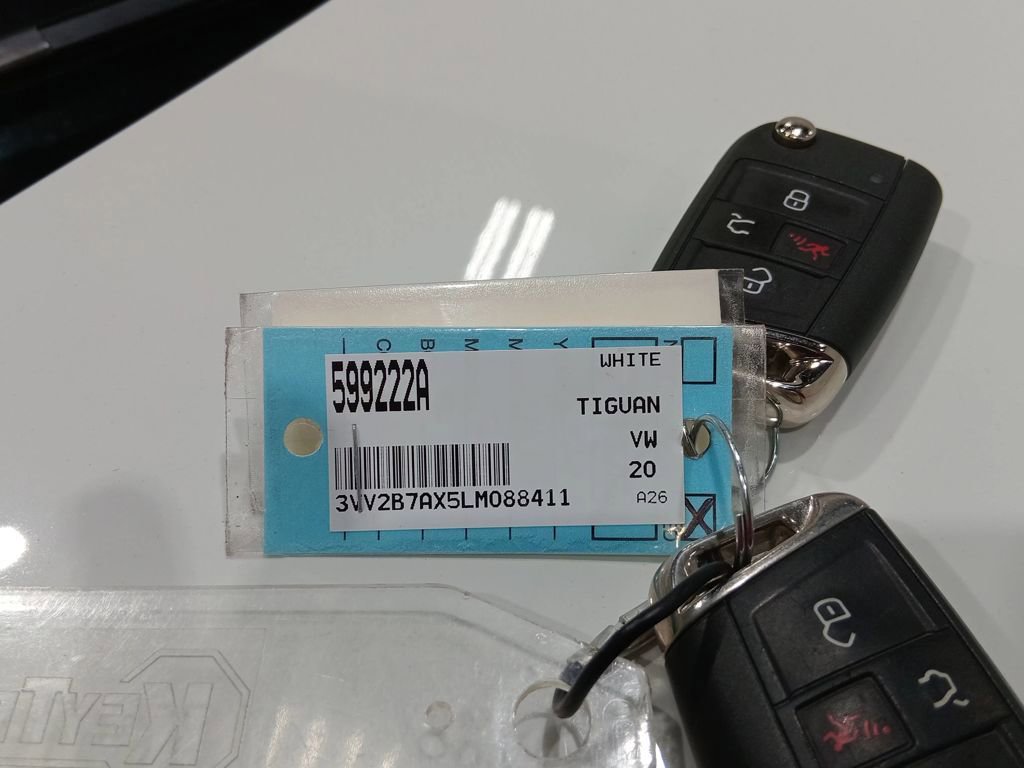 599222A
WHITE
TIGUAN
VW
20
3VV2B7AX5LM088411
A26
C
B
M
M
Y